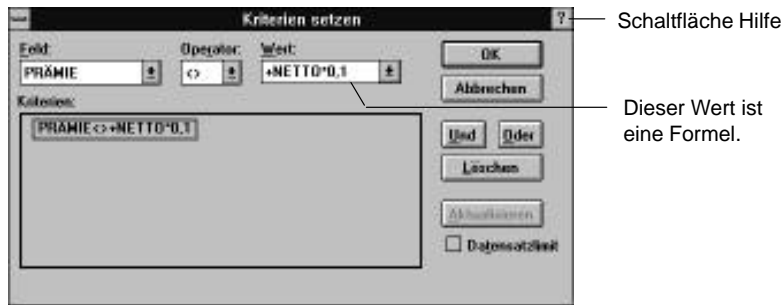 Kriterien setzen
?
Schaltfläche Hilfe
Feld:
Operator:
Wert:
PRÄMIE
<>
+NETTO*0,1
OK
Abbrechen
Kriterien:
PRÄMIE<>+NETTO*0,1
Dieser Wert ist
eine Formel.
Und
Oder
Löschen
Aktualisieren
Datensatzlimit